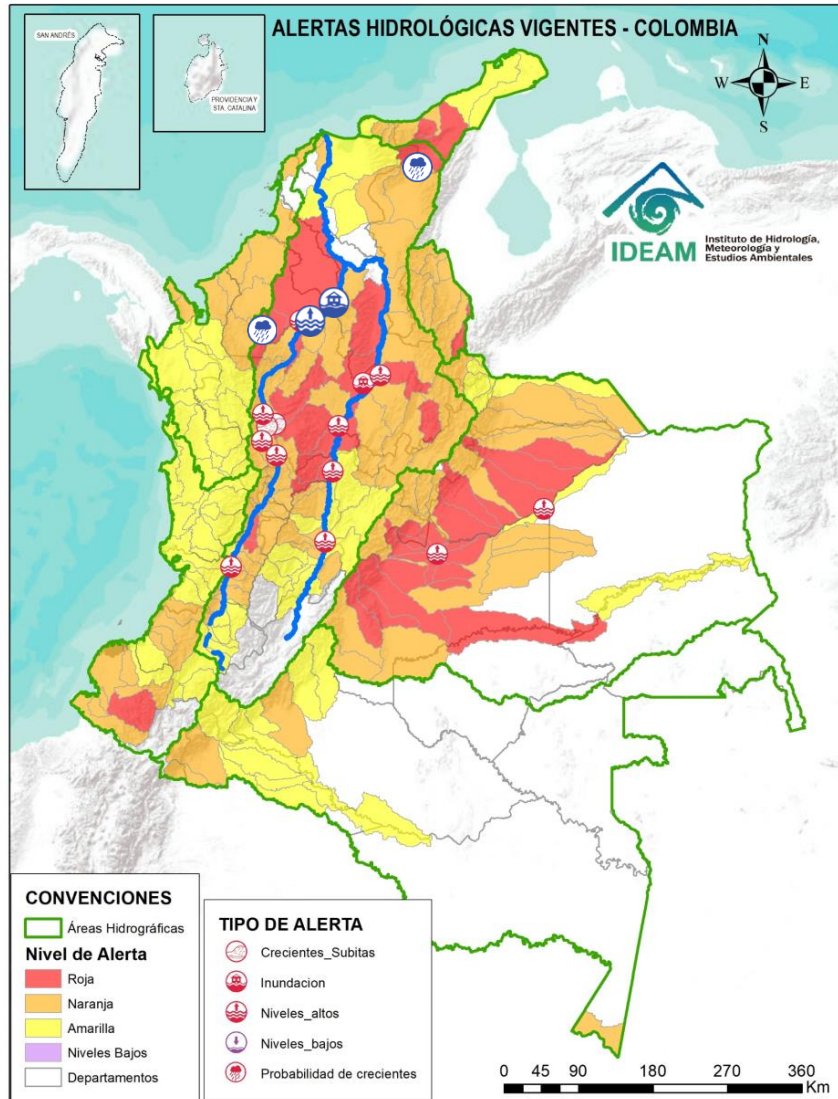 ALERTAS HIDROLÓGICAS VIGENTES - COLOMBIA
SAN ANDRÉS
PROVIDENCIA Y
STA. CATALINA
N
W
E
S
IDEAM
Instituto de Hidrología,
Meteorología y
Estudios Ambientales
CONVENCIONES
Áreas Hidrográficas
Nivel de Alerta
Roja
Naranja
Amarilla
Niveles Bajos
Departamentos
TIPO DE ALERTA
Crecientes_Subitas
Inundacion
Niveles_altos
Niveles_bajos
Probabilidad de crecientes
0 45 90 180 270 360
Km